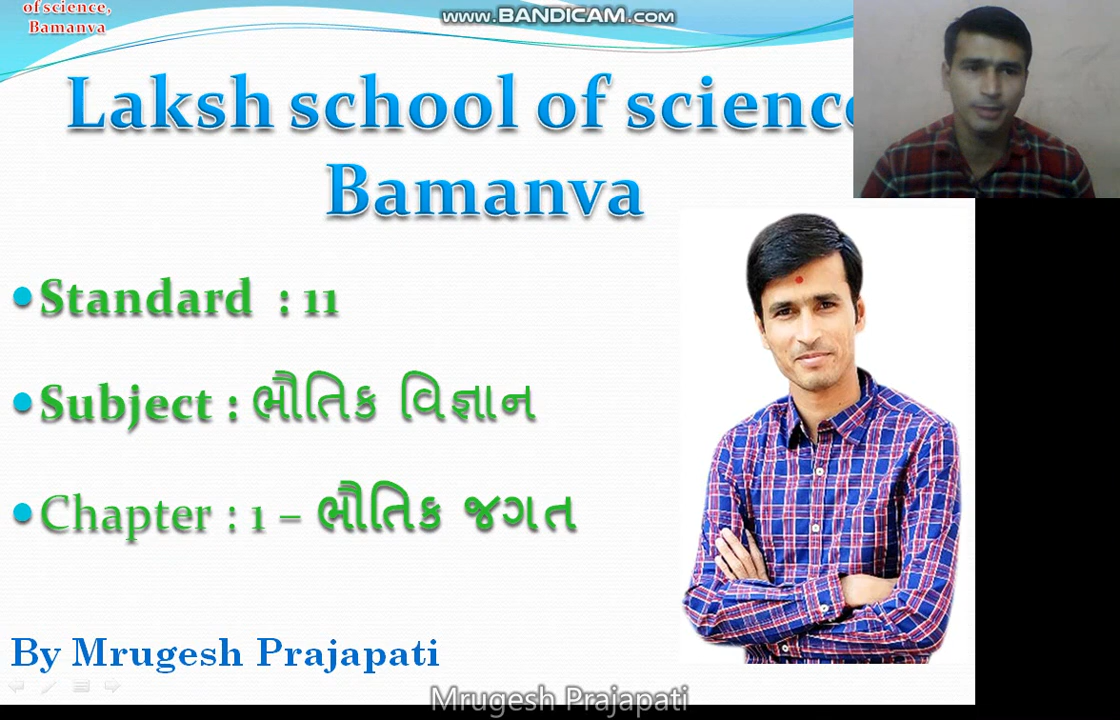 www.BANDICAM.com
of science,
Bamanva
Laksh school of science
Bamanva
Standard : 11
Subject : ભૌતિક વિજ્ઞાન
Chapter : 1 – ભૌતિક જગત
By Mrugesh Prajapati
Mrugesh Prajapati